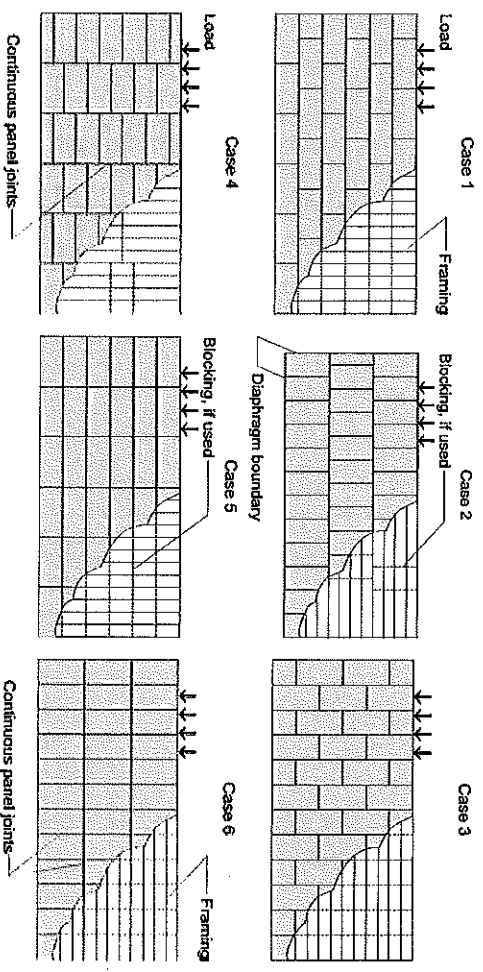 Case 1
Load
Framing
Case 2
Blocking, if used
Diaphragm boundary
Case 3
Case 4
Load
Continuous panel joints
Case 5
Blocking, if used
Case 6
Framing
Continuous panel joints